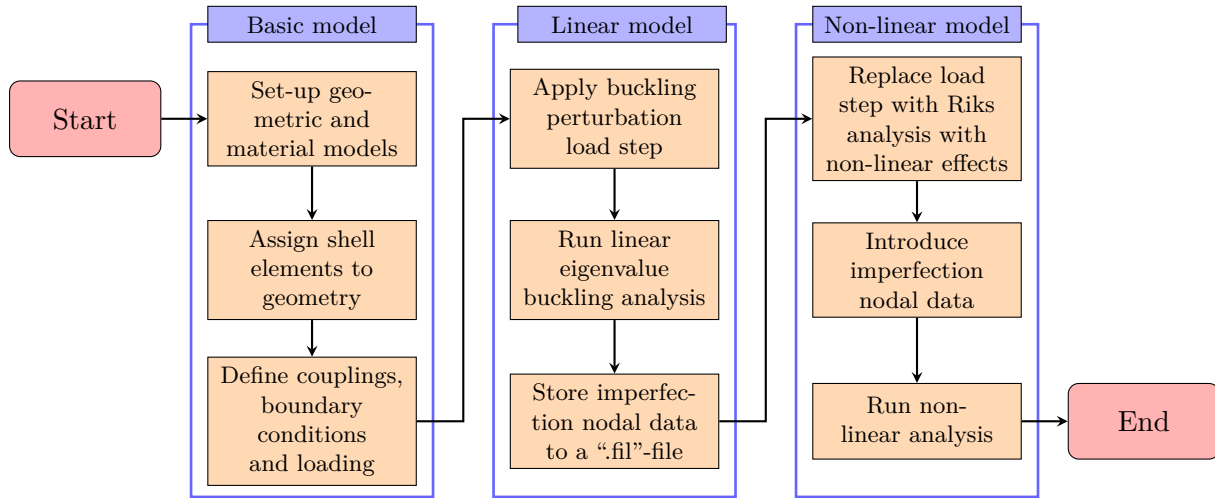 Start
Basic model
Set-up geo-
metric and
material models
Assign shell
elements to
geometry
Define couplings,
boundary
conditions
and loading
Linear model
Apply buckling
perturbation
load step
Run linear
eigenvalue
buckling analysis
Store imperfec-
tion nodal data
to a “.fil”-file
Non-linear model
Replace load
step with Riks
analysis with
non-linear effects
Introduce
imperfection
nodal data
Run non-
linear analysis
End